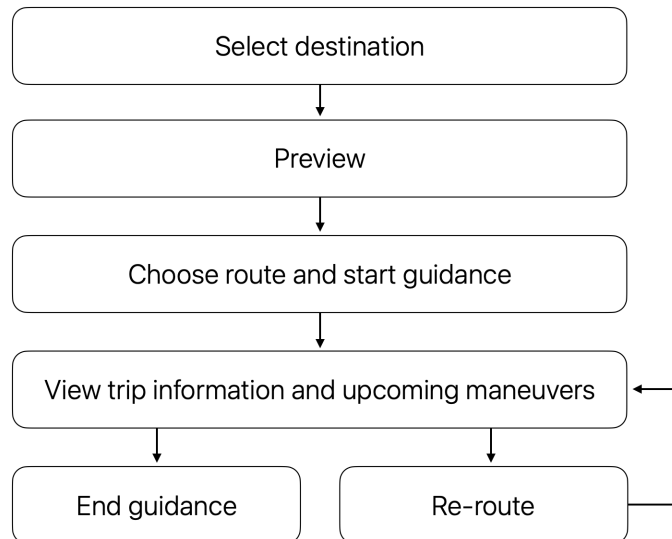 Select destination
Preview
Choose route and start guidance
View trip information and upcoming maneuvers
End guidance
Re-route